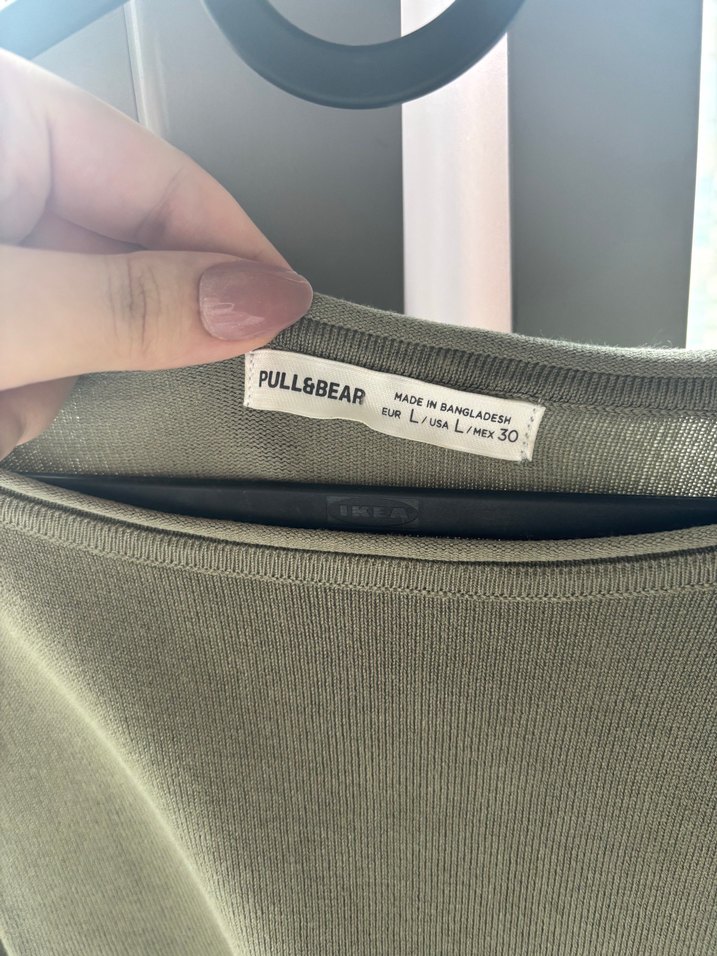 PULL&BEAR
MADE IN BANGLADESH
EUR L / USA L / MEX 30
IKEA